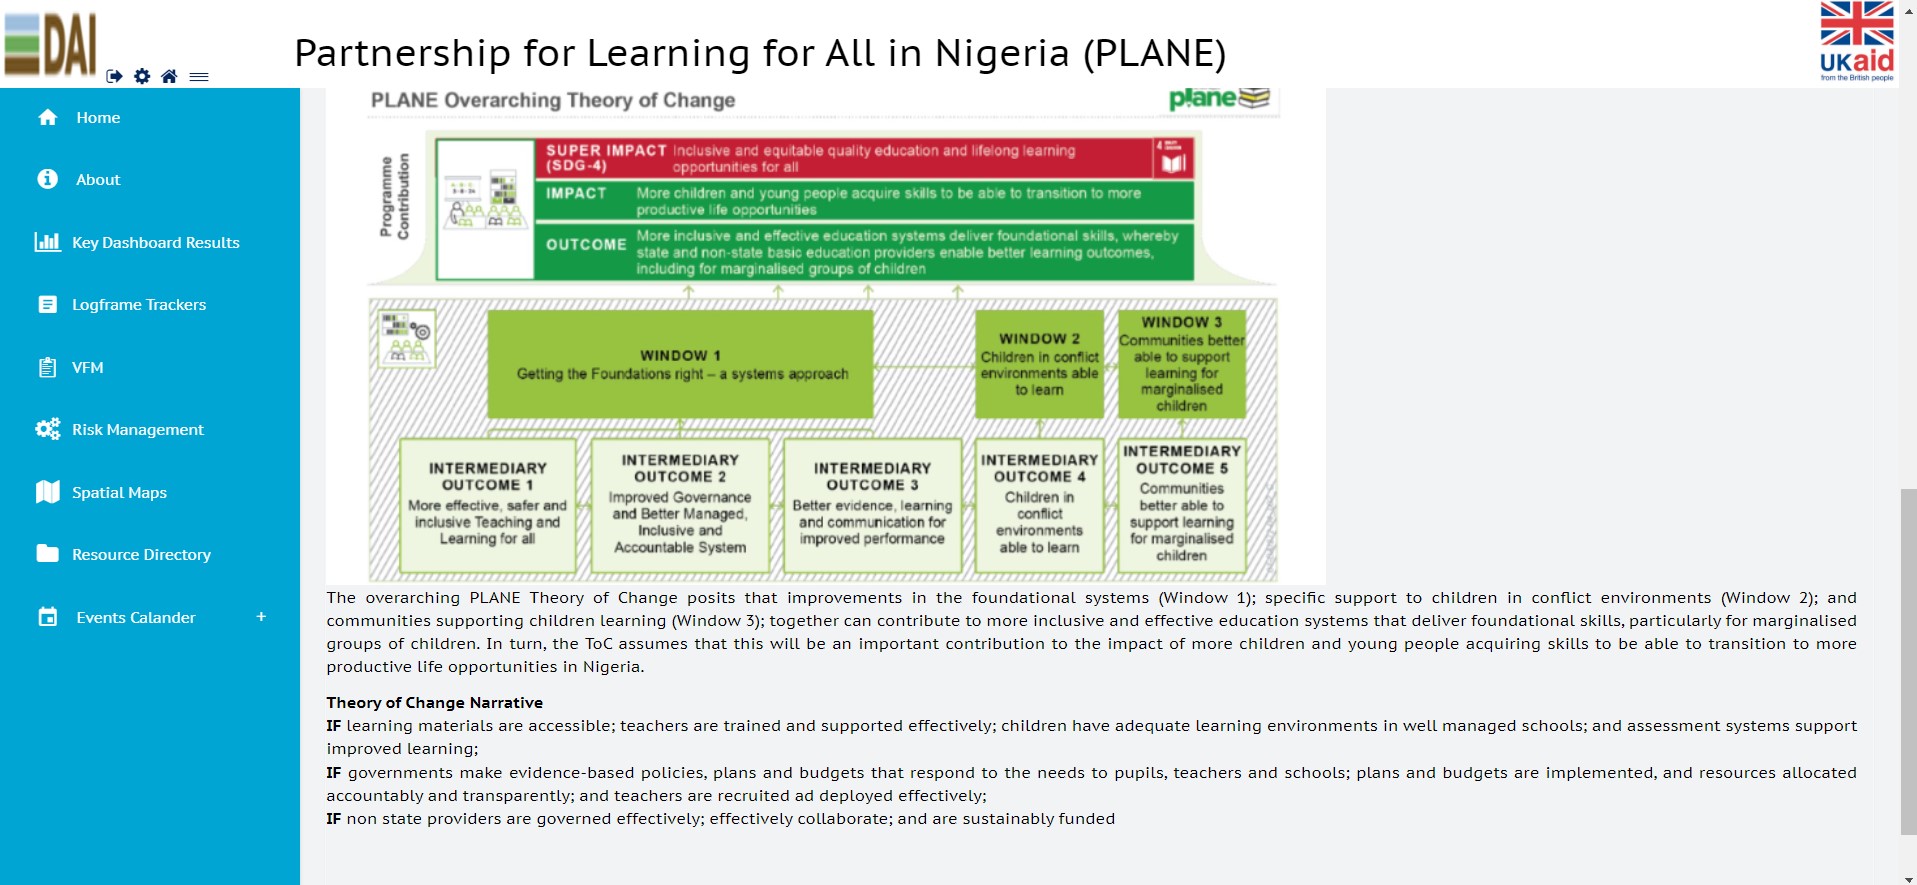 DAI
Partnership for Learning for All in Nigeria (PLANE)
UKaid
from the British people
Home
About
Key Dashboard Results
Logframe Trackers
VFM
Risk Management
Spatial Maps
Resource Directory
Events Calander +
PLANE Overarching Theory of Change
plane
Programme
Contribution
SUPER IMPACT
(SDG-4)
Inclusive and equitable quality education and lifelong learning
opportunities for all
4
IMPACT
More children and young people acquire skills to be able to transition to more
productive life opportunities
OUTCOME
More inclusive and effective education systems deliver foundational skills, whereby
state and non-state basic education providers enable better learning outcomes,
including for marginalised groups of children
WINDOW 1
Getting the Foundations right – a systems approach
WINDOW 2
Children in conflict
environments able
to learn
WINDOW 3
Communities better
able to support
learning for
marginalised
children
INTERMEDIARY
OUTCOME 1
More effective, safer and
inclusive Teaching and
Learning for all
INTERMEDIARY
OUTCOME 2
Improved Governance
and Better Managed,
Inclusive and
Accountable System
INTERMEDIARY
OUTCOME 3
Better evidence, learning
and communication for
improved performance
INTERMEDIARY
OUTCOME 4
Children in
conflict
environments
able to learn
INTERMEDIARY
OUTCOME 5
Communities
better able to
support learning
for marginalised
children
The overarching PLANE Theory of Change posits that improvements in the foundational systems (Window 1); specific support to children in conflict environments (Window 2); and
communities supporting children learning (Window 3); together can contribute to more inclusive and effective education systems that deliver foundational skills, particularly for marginalised
groups of children. In turn, the ToC assumes that this will be an important contribution to the impact of more children and young people acquiring skills to be able to transition to more
productive life opportunities in Nigeria.
Theory of Change Narrative
IF learning materials are accessible; teachers are trained and supported effectively; children have adequate learning environments in well managed schools; and assessment systems support
improved learning;
IF governments make evidence-based policies, plans and budgets that respond to the needs to pupils, teachers and schools; plans and budgets are implemented, and resources allocated
accountably and transparently; and teachers are recruited ad deployed effectively;
IF non state providers are governed effectively; effectively collaborate; and are sustainably funded